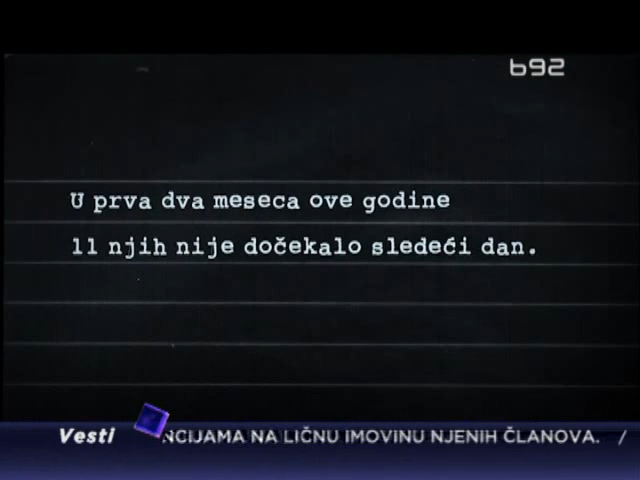 b92
U prva dva meseca ove godine
11 njih nije dočekalo sledeći dan.
Vesti NCIJAMA NA LIČNU IMOVINU NJENIH ČLANOVA. /